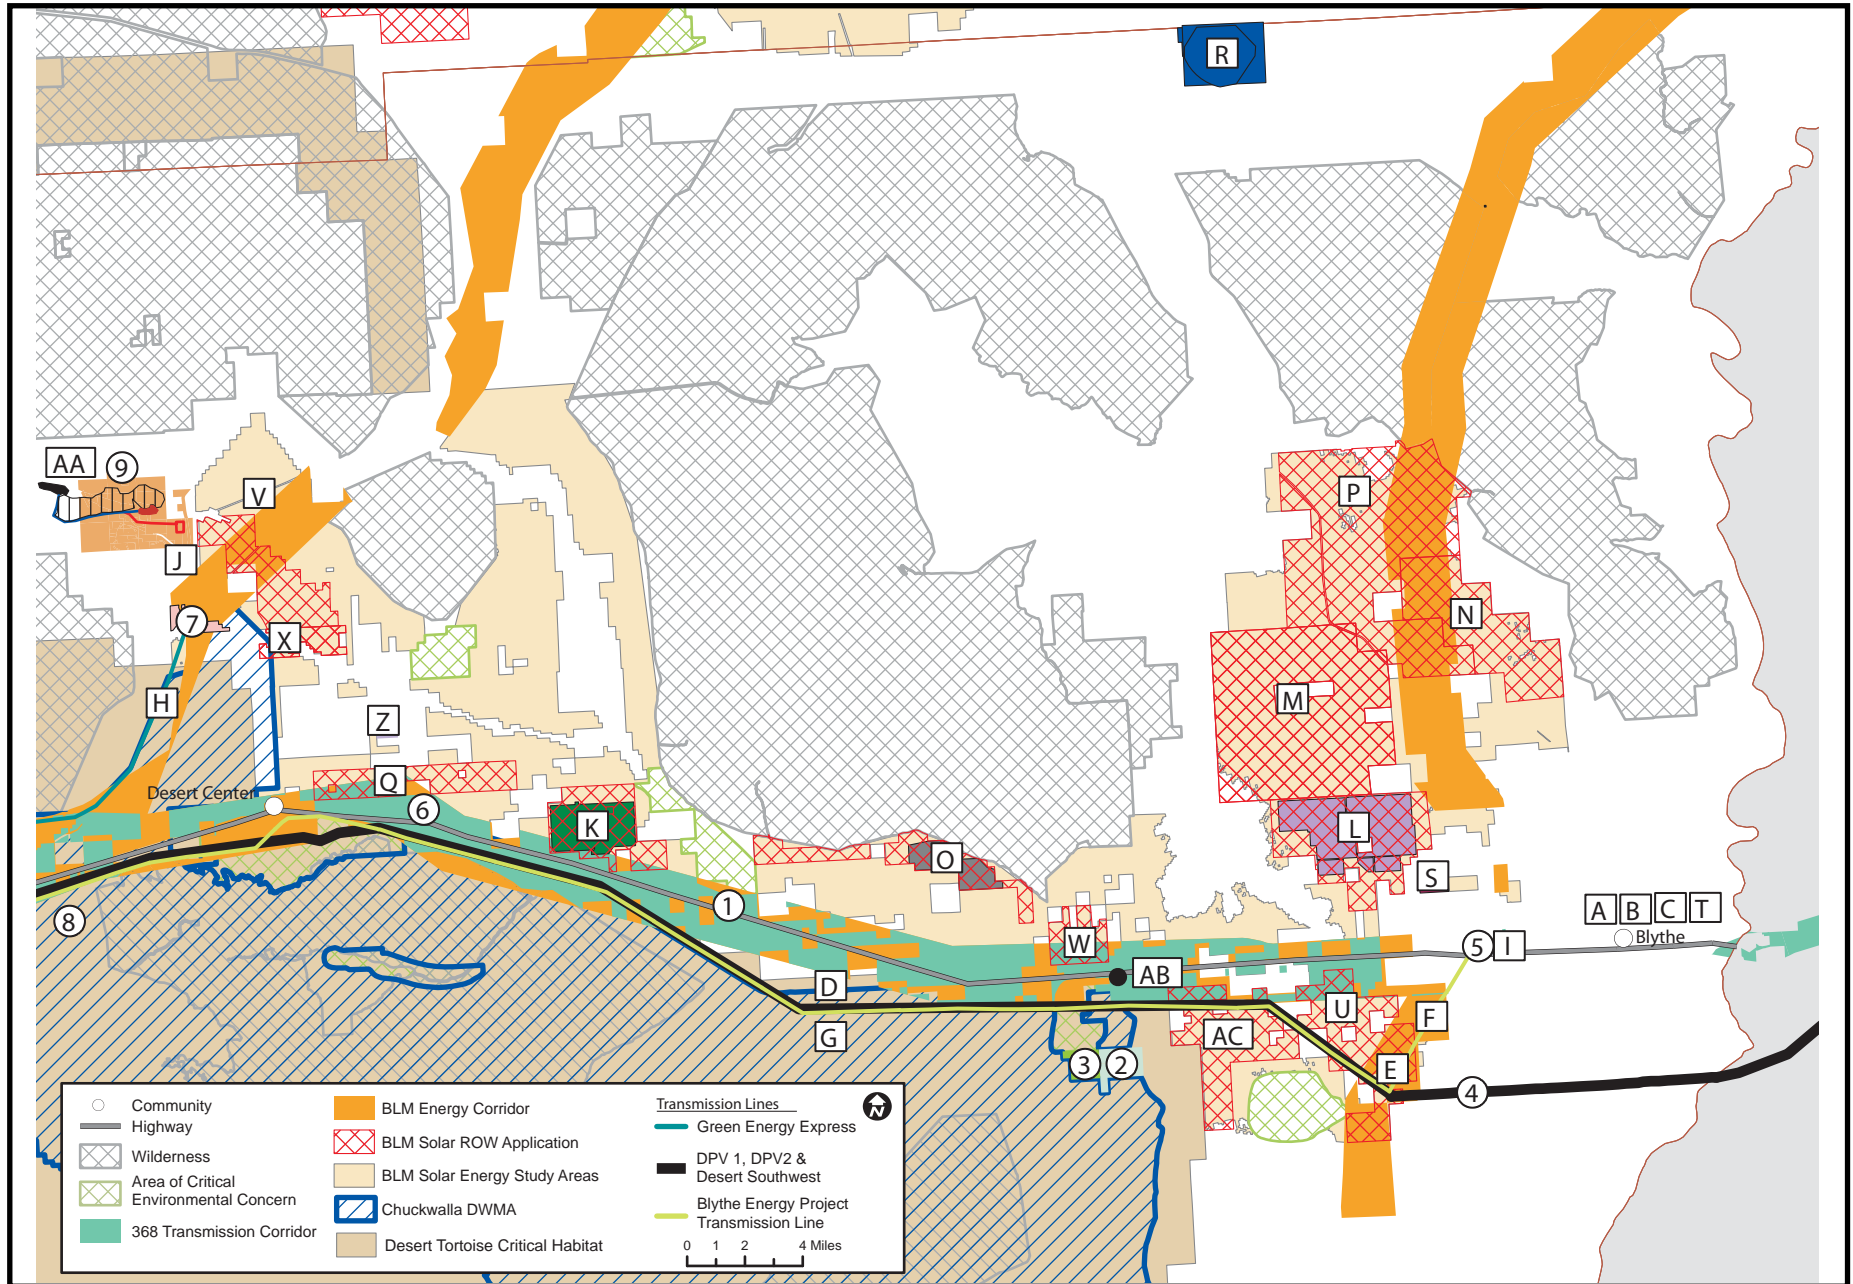 R
AA
9
V
P
J
7
N
X
H
M
Z
Q
Desert Center
6
K
L
O
S
1
8
A B C T
W
Blythe
5 I
AB
D
U
F
G
AC
3 2
E
4
Community
Highway
Wilderness
Area of Critical
Environmental Concern
368 Transmission Corridor
BLM Energy Corridor
BLM Solar ROW Application
BLM Solar Energy Study Areas
Chuckwalla DWMA
Desert Tortoise Critical Habitat
Transmission Lines
N
Green Energy Express
DPV 1, DPV2 &
Desert Southwest
Blythe Energy Project
Transmission Line
0 1 2 4 Miles